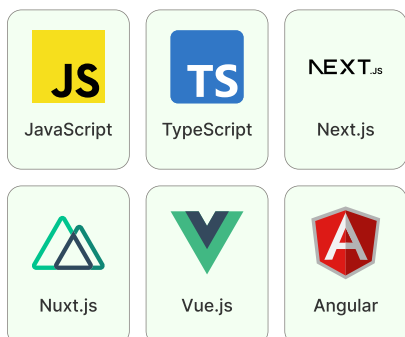 JS
TS
NEXT.JS
JavaScript
TypeScript
Next.js
A
Nuxt.js
Vue.js
Angular